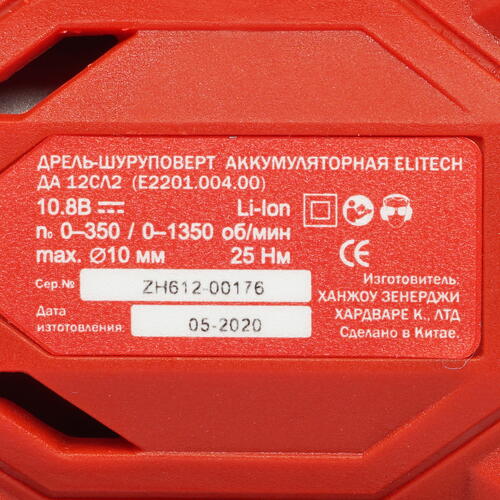 ДРЕЛЬ-ШУРУПОВЕРТ АККУМУЛЯТОРНАЯ ELITECH
ДА 12СЛ2 (E2201.004.00)
10.8В Li-Ion
n₀ 0–350 / 0–1350 об/мин
max. Ø10 мм 25 Нм
CE
Сер.№ ZH612-00176
Дата
изготовления: 05-2020
Изготовитель:
ХАНЖОУ ЗЕНЕРДЖИ
ХАРДВАРЕ К., ЛТД
Сделано в Китае.